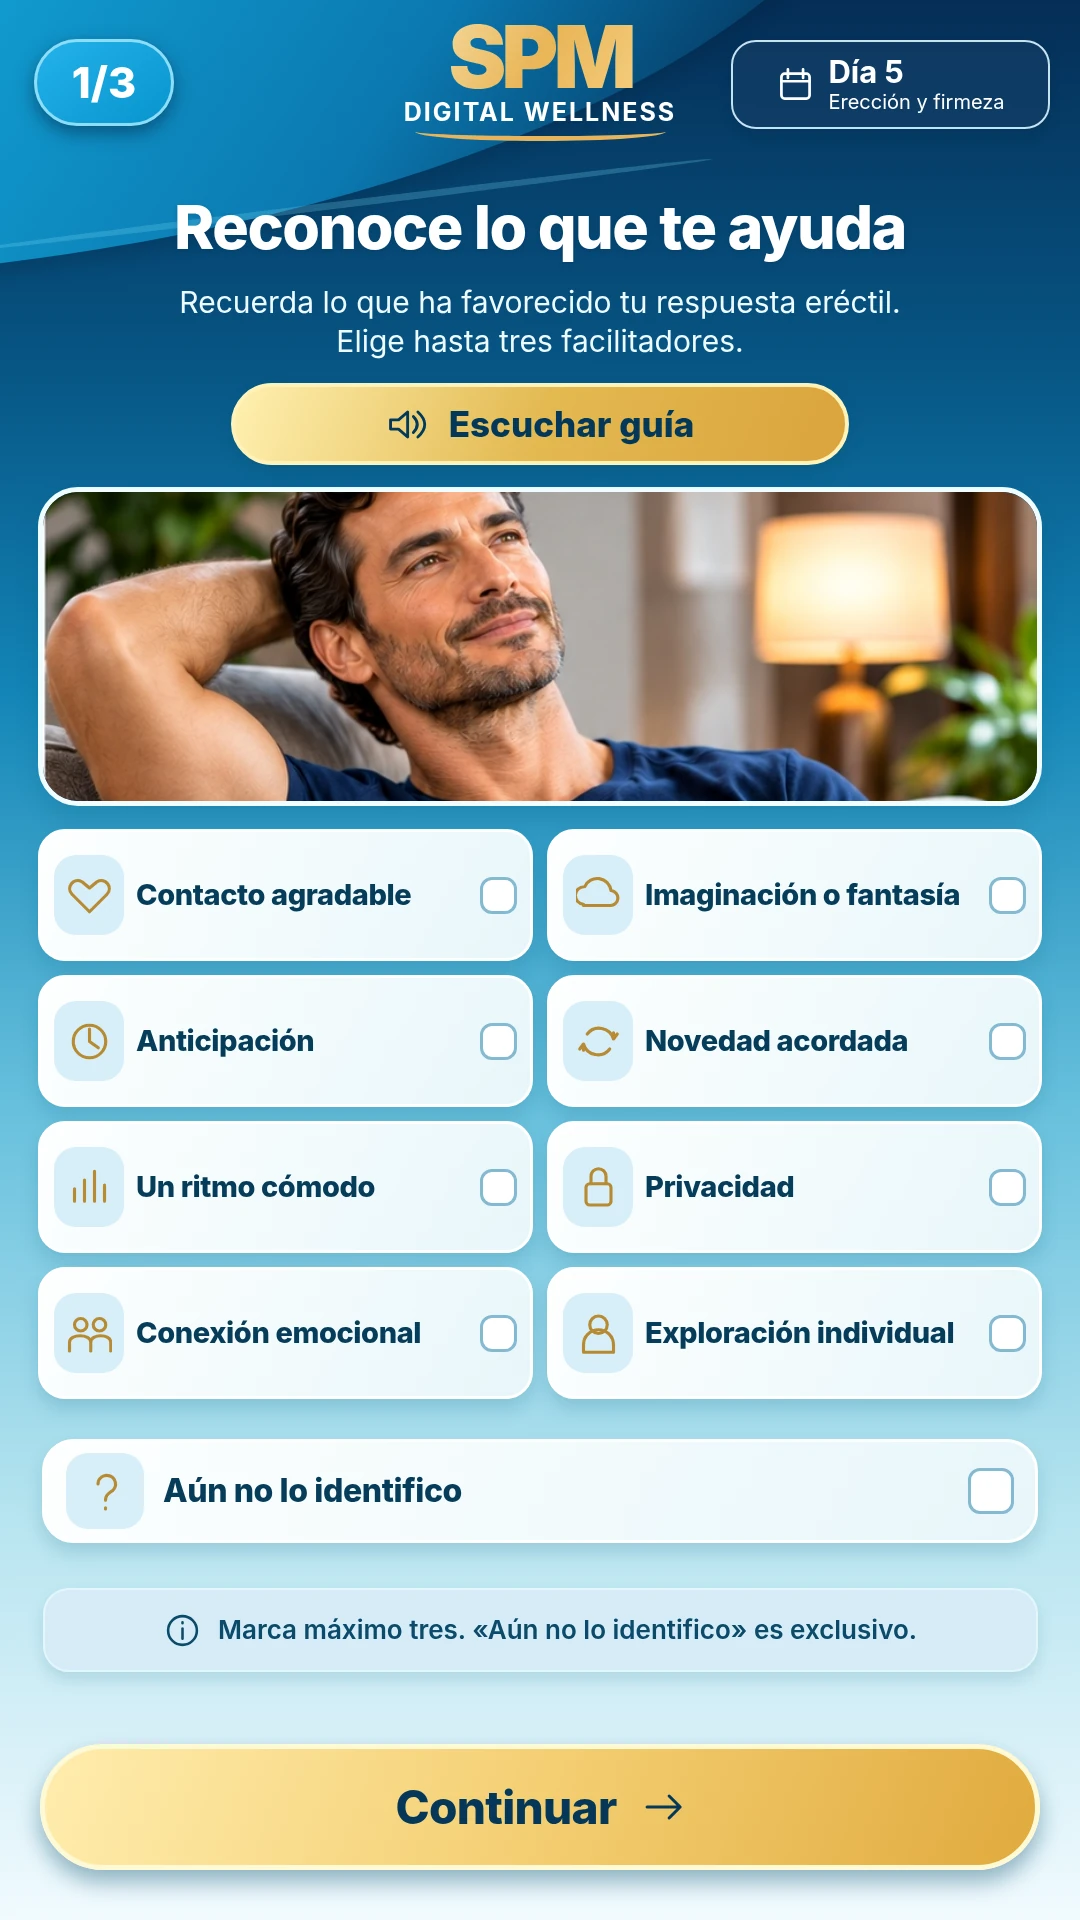 1/3
SPM
DIGITAL WELLNESS
Día 5
Erección y firmeza
Reconoce lo que te ayuda
Recuerda lo que ha favorecido tu respuesta eréctil.
Elige hasta tres facilitadores.
Escuchar guía
Contacto agradable
Imaginación o fantasía
Anticipación
Novedad acordada
Un ritmo cómodo
Privacidad
Conexión emocional
Exploración individual
Aún no lo identifico
Marca máximo tres. «Aún no lo identifico» es exclusivo.
Continuar →